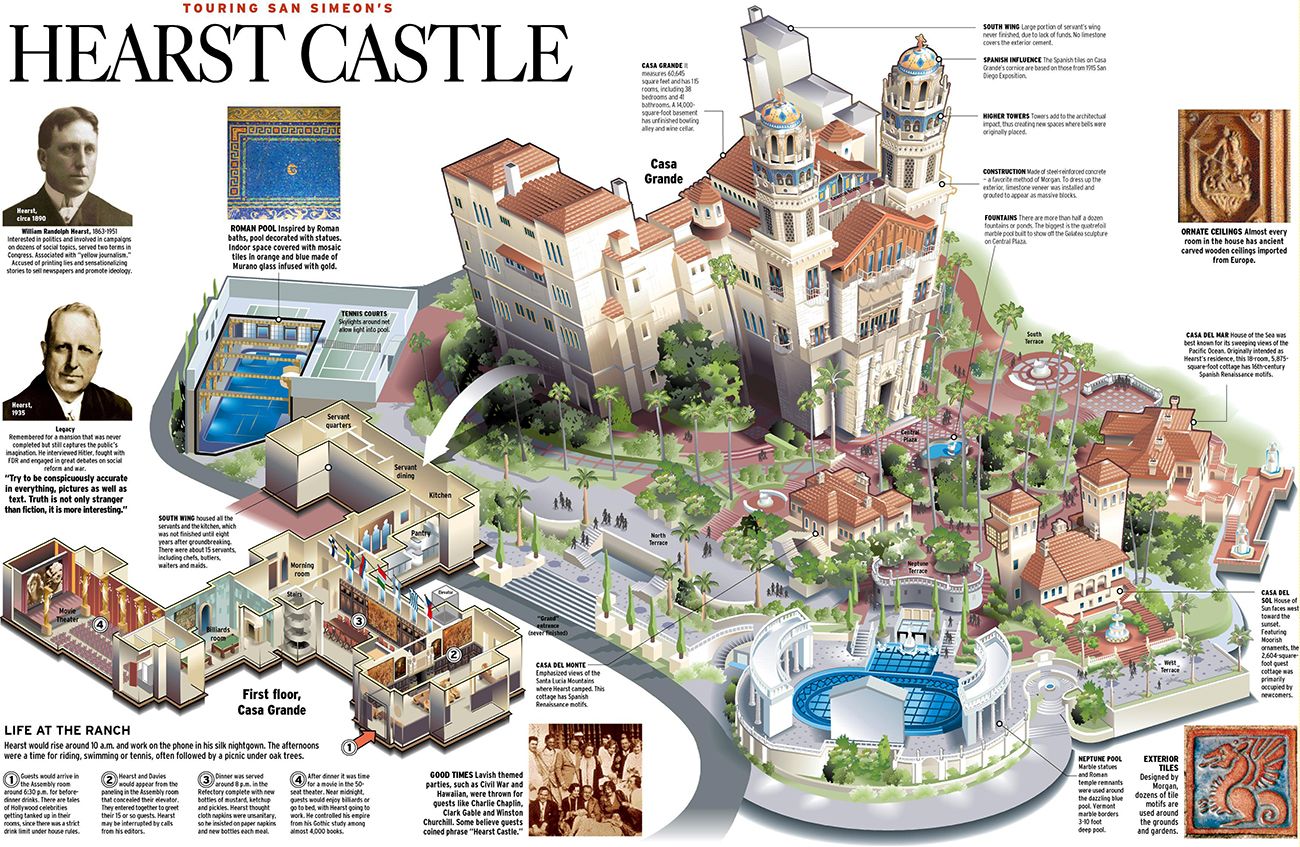 TOURING SAN SIMEON'S
HEARST CASTLE
Hearst,
circa 1890
William Randolph Hearst, 1863-1951
Interested in politics and involved in campaigns
on dozens of social topics, served two terms in
Congress. Associated with "yellow journalism."
Accused of printing lies and sensationalizing
stories to sell newspapers and promote ideology.
Hearst,
1935
Legacy
Remembered for a mansion that was never
completed but still captures the public's
imagination. He interviewed Hitler, fought with
FDR and engaged in great debates on social
reform and war.
"Try to be conspicuously accurate
in everything, pictures as well as
text. Truth is not only stranger
than fiction, it is more interesting."
ROMAN POOL Inspired by Roman
baths, pool decorated with statues.
Indoor space covered with mosaic
tiles in orange and blue made of
Murano glass infused with gold.
TENNIS COURTS
Skylights around net
allow light into pool.
CASA GRANDE It
measures 60,645
square feet and has 115
rooms, including 38
bedrooms and 41
bathrooms. A 14,000-
square-foot basement
has unfinished bowling
alley and wine cellar.
Casa
Grande
SOUTH WING Large portion of servant's wing
never finished, due to lack of funds. No limestone
covers the exterior cement.
SPANISH INFLUENCE The Spanish tiles on Casa
Grande's cornice are based on those from 1915 San
Diego Exposition.
HIGHER TOWERS Towers add to the architectural
impact, thus creating new spaces where bells were
originally placed.
CONSTRUCTION Made of steel-reinforced concrete
– a favorite method of Morgan. To dress up the
exterior, limestone veneer was installed and
grouted to appear as massive blocks.
FOUNTAINS There are more than half a dozen
fountains or ponds. The biggest is the quatrefoil
marble pool built to show off the Galatea sculpture
on Central Plaza.
ORNATE CEILINGS Almost every
room in the house has ancient
carved wooden ceilings imported
from Europe.
CASA DEL MAR House of the Sea was
best known for its sweeping views of the
Pacific Ocean. Originally intended as
Hearst's residence, this 18-room, 5,875-
square-foot cottage has 16th-century
Spanish Renaissance motifs.
South
Terrace
Central
Plaza
North
Terrace
Neptune
Terrace
West
Terrace
CASA DEL
SOL House of
Sun faces west
toward the
sunset.
Featuring
Moorish
ornaments, the
2,604-square-
foot guest
cottage was
primarily
occupied by
newcomers.
Servant
quarters
Servant
dining
Kitchen
Pantry
Morning
room
Stairs
Elevator
Movie
Theater
4
Billiards
room
3
2
1
SOUTH WING housed all the
servants and the kitchen, which
was not finished until eight
years after groundbreaking.
There were about 15 servants,
including chefs, butlers,
waiters and maids.
First floor,
Casa Grande
"Grand"
entrance
(never finished)
CASA DEL MONTE
Emphasized views of the
Santa Lucia Mountains
where Hearst camped. This
cottage has Spanish
Renaissance motifs.
LIFE AT THE RANCH
Hearst would rise around 10 a.m. and work on the phone in his silk nightgown. The afternoons
were a time for riding, swimming or tennis, often followed by a picnic under oak trees.
1 Guests would arrive in
the Assembly room
around 6:30 p.m. for before-
dinner drinks. There are tales
of Hollywood celebrities
getting tanked up in their
rooms, since there was a strict
drink limit under house rules.
2 Hearst and Davies
would appear from the
paneling in the Assembly room
that concealed their elevator.
They entered together to greet
their 15 or so guests. Hearst
may be interrupted by calls
from his editors.
3 Dinner was served
around 8 p.m. in the
Refectory complete with new
bottles of mustard, ketchup
and pickles. Hearst thought
cloth napkins were unsanitary,
so he insisted on paper napkins
and new bottles each meal.
4 After dinner it was time
for a movie in the 50-
seat theater. Near midnight,
guests would enjoy billiards or
go to bed, with Hearst going to
work. He controlled his empire
from his Gothic study among
almost 4,000 books.
GOOD TIMES Lavish themed
parties, such as Civil War and
Hawaiian, were thrown for
guests like Charlie Chaplin,
Clark Gable and Winston
Churchill. Some believe guests
coined phrase "Hearst Castle."
NEPTUNE POOL
Marble statues
and Roman
temple remnants
were used around
the dazzling blue
pool. Vermont
marble borders
3-10 foot
deep pool.
EXTERIOR
TILES
Designed by
Morgan,
dozens of tile
motifs are
used around
the grounds
and gardens.